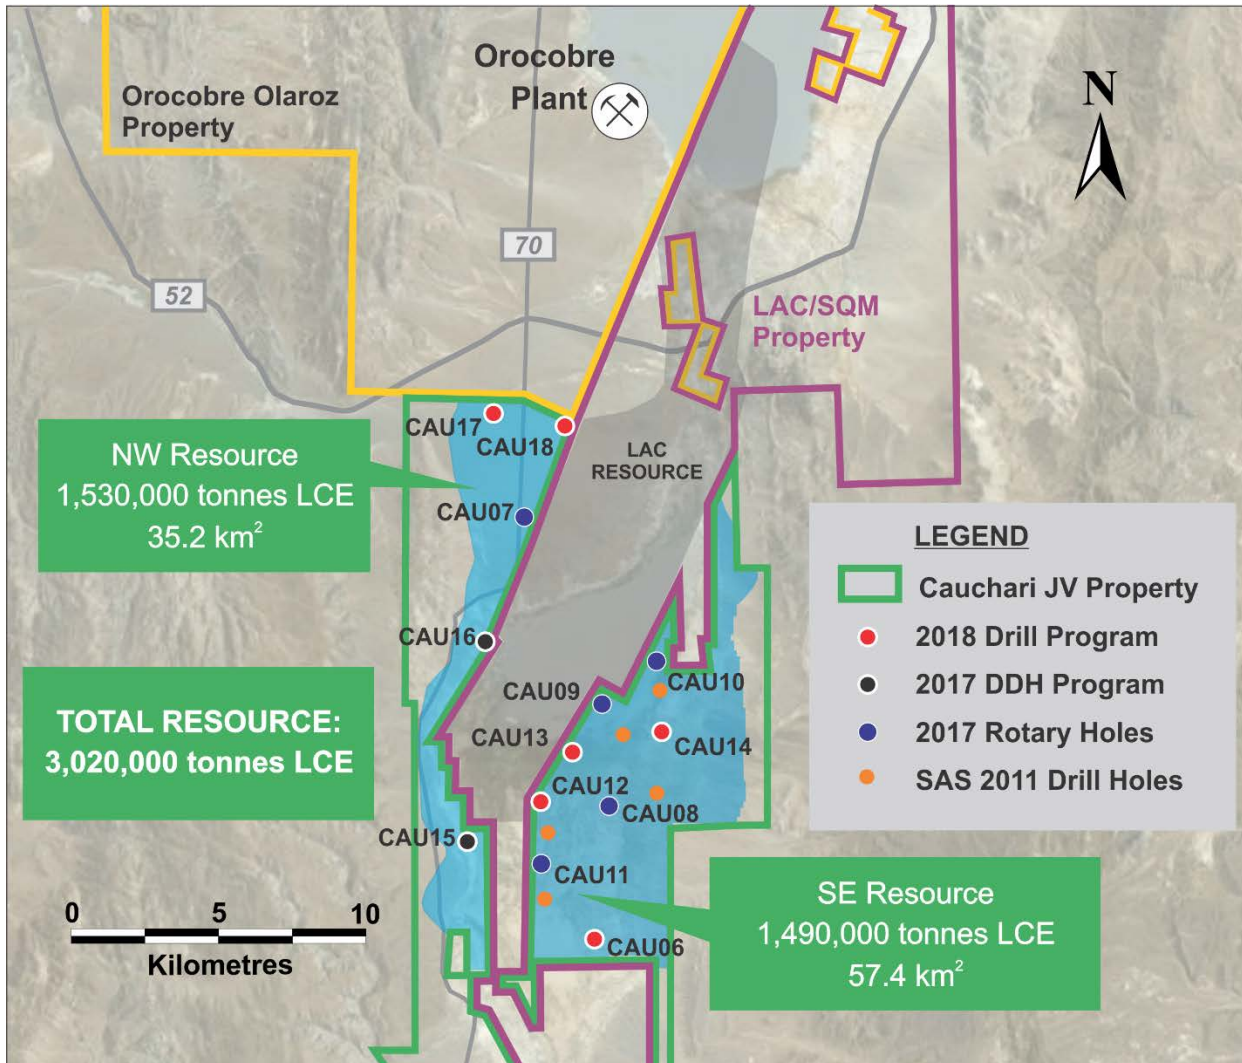 Orocobre
Plant
Orocobre Olaroz
Property
N
70
52
LAC/SQM
Property
CAU17
CAU18
LAC
RESOURCE
NW Resource
1,530,000 tonnes LCE
35.2 km²
CAU07
LEGEND
Cauchari JV Property
2018 Drill Program
2017 DDH Program
2017 Rotary Holes
SAS 2011 Drill Holes
CAU16
CAU10
CAU09
TOTAL RESOURCE:
3,020,000 tonnes LCE
CAU13
CAU14
CAU12
CAU08
CAU15
CAU11
SE Resource
1,490,000 tonnes LCE
57.4 km²
CAU06
0 5 10
Kilometres